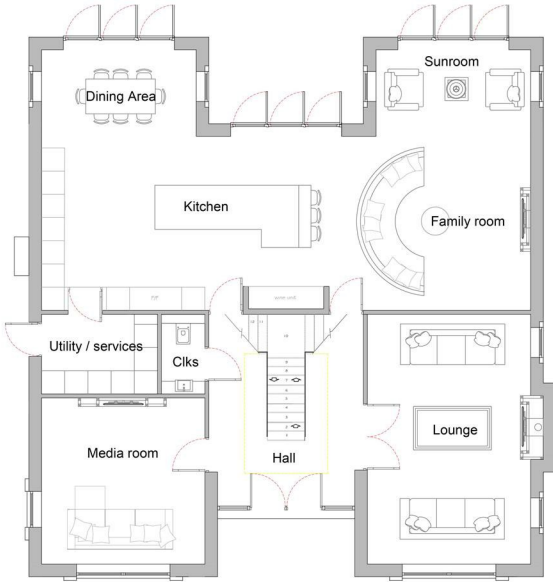 Sunroom
Dining Area
Kitchen
Family room
Utility / services
Clks
Lounge
Media room
Hall